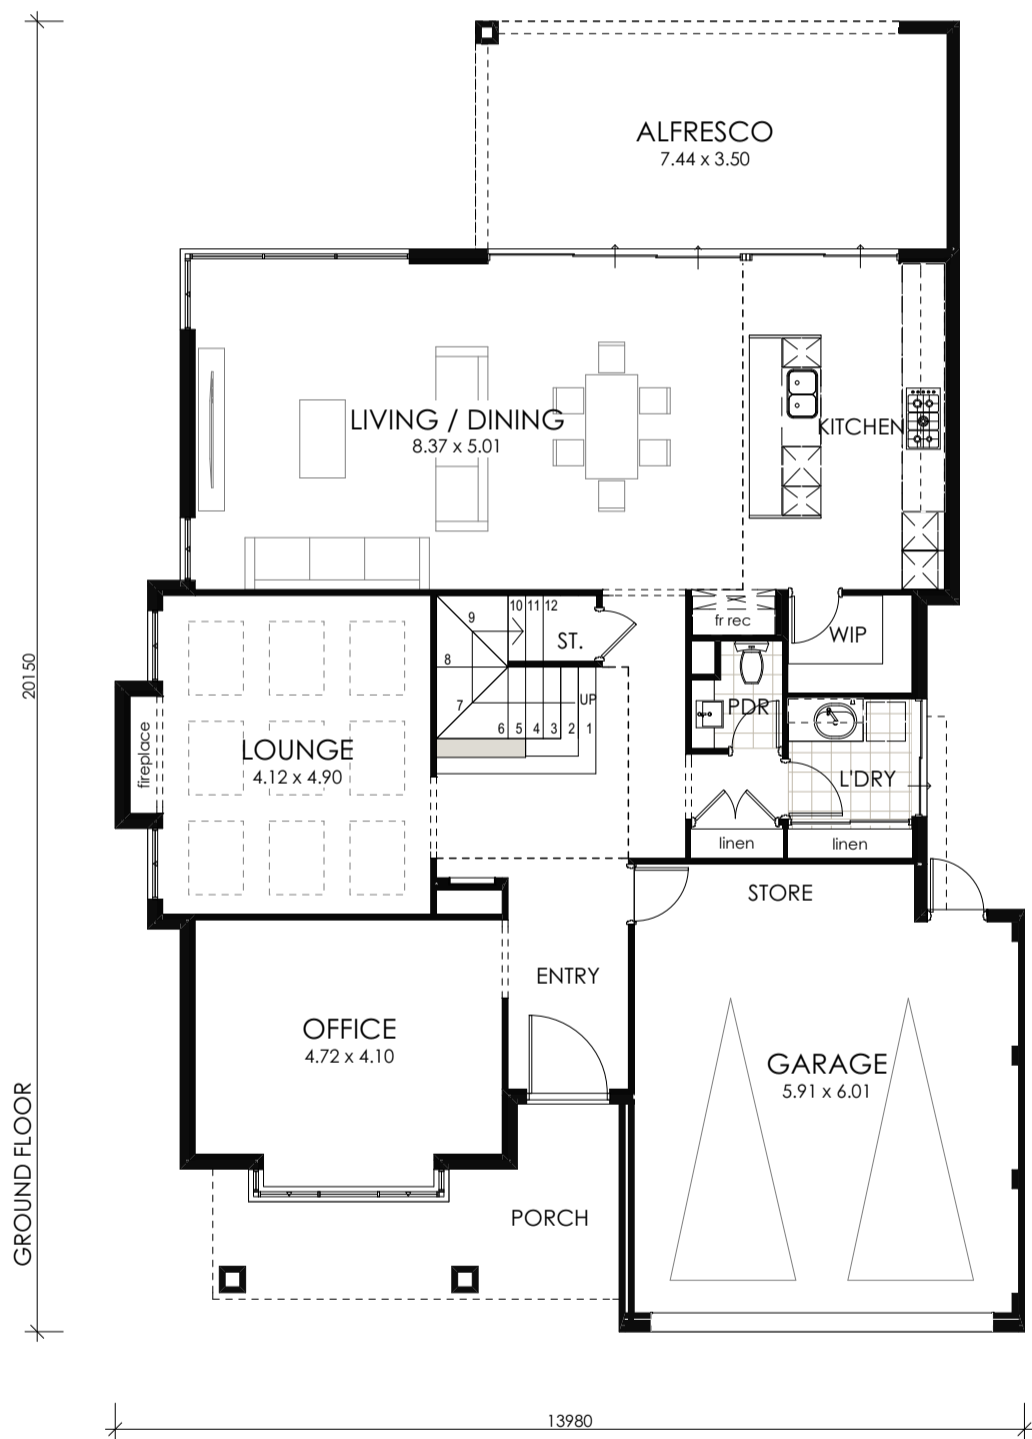 ALFRESCO
7.44 x 3.50
LIVING / DINING
8.37 x 5.01
KITCHEN
fr rec
WIP
9
10
11
12
ST.
8
7
UP
6
5
4
3
2
1
PDR
20150
fireplace
LOUNGE
4.12 x 4.90
L'DRY
linen
linen
STORE
ENTRY
OFFICE
4.72 x 4.10
GARAGE
5.91 x 6.01
GROUND FLOOR
PORCH
13980